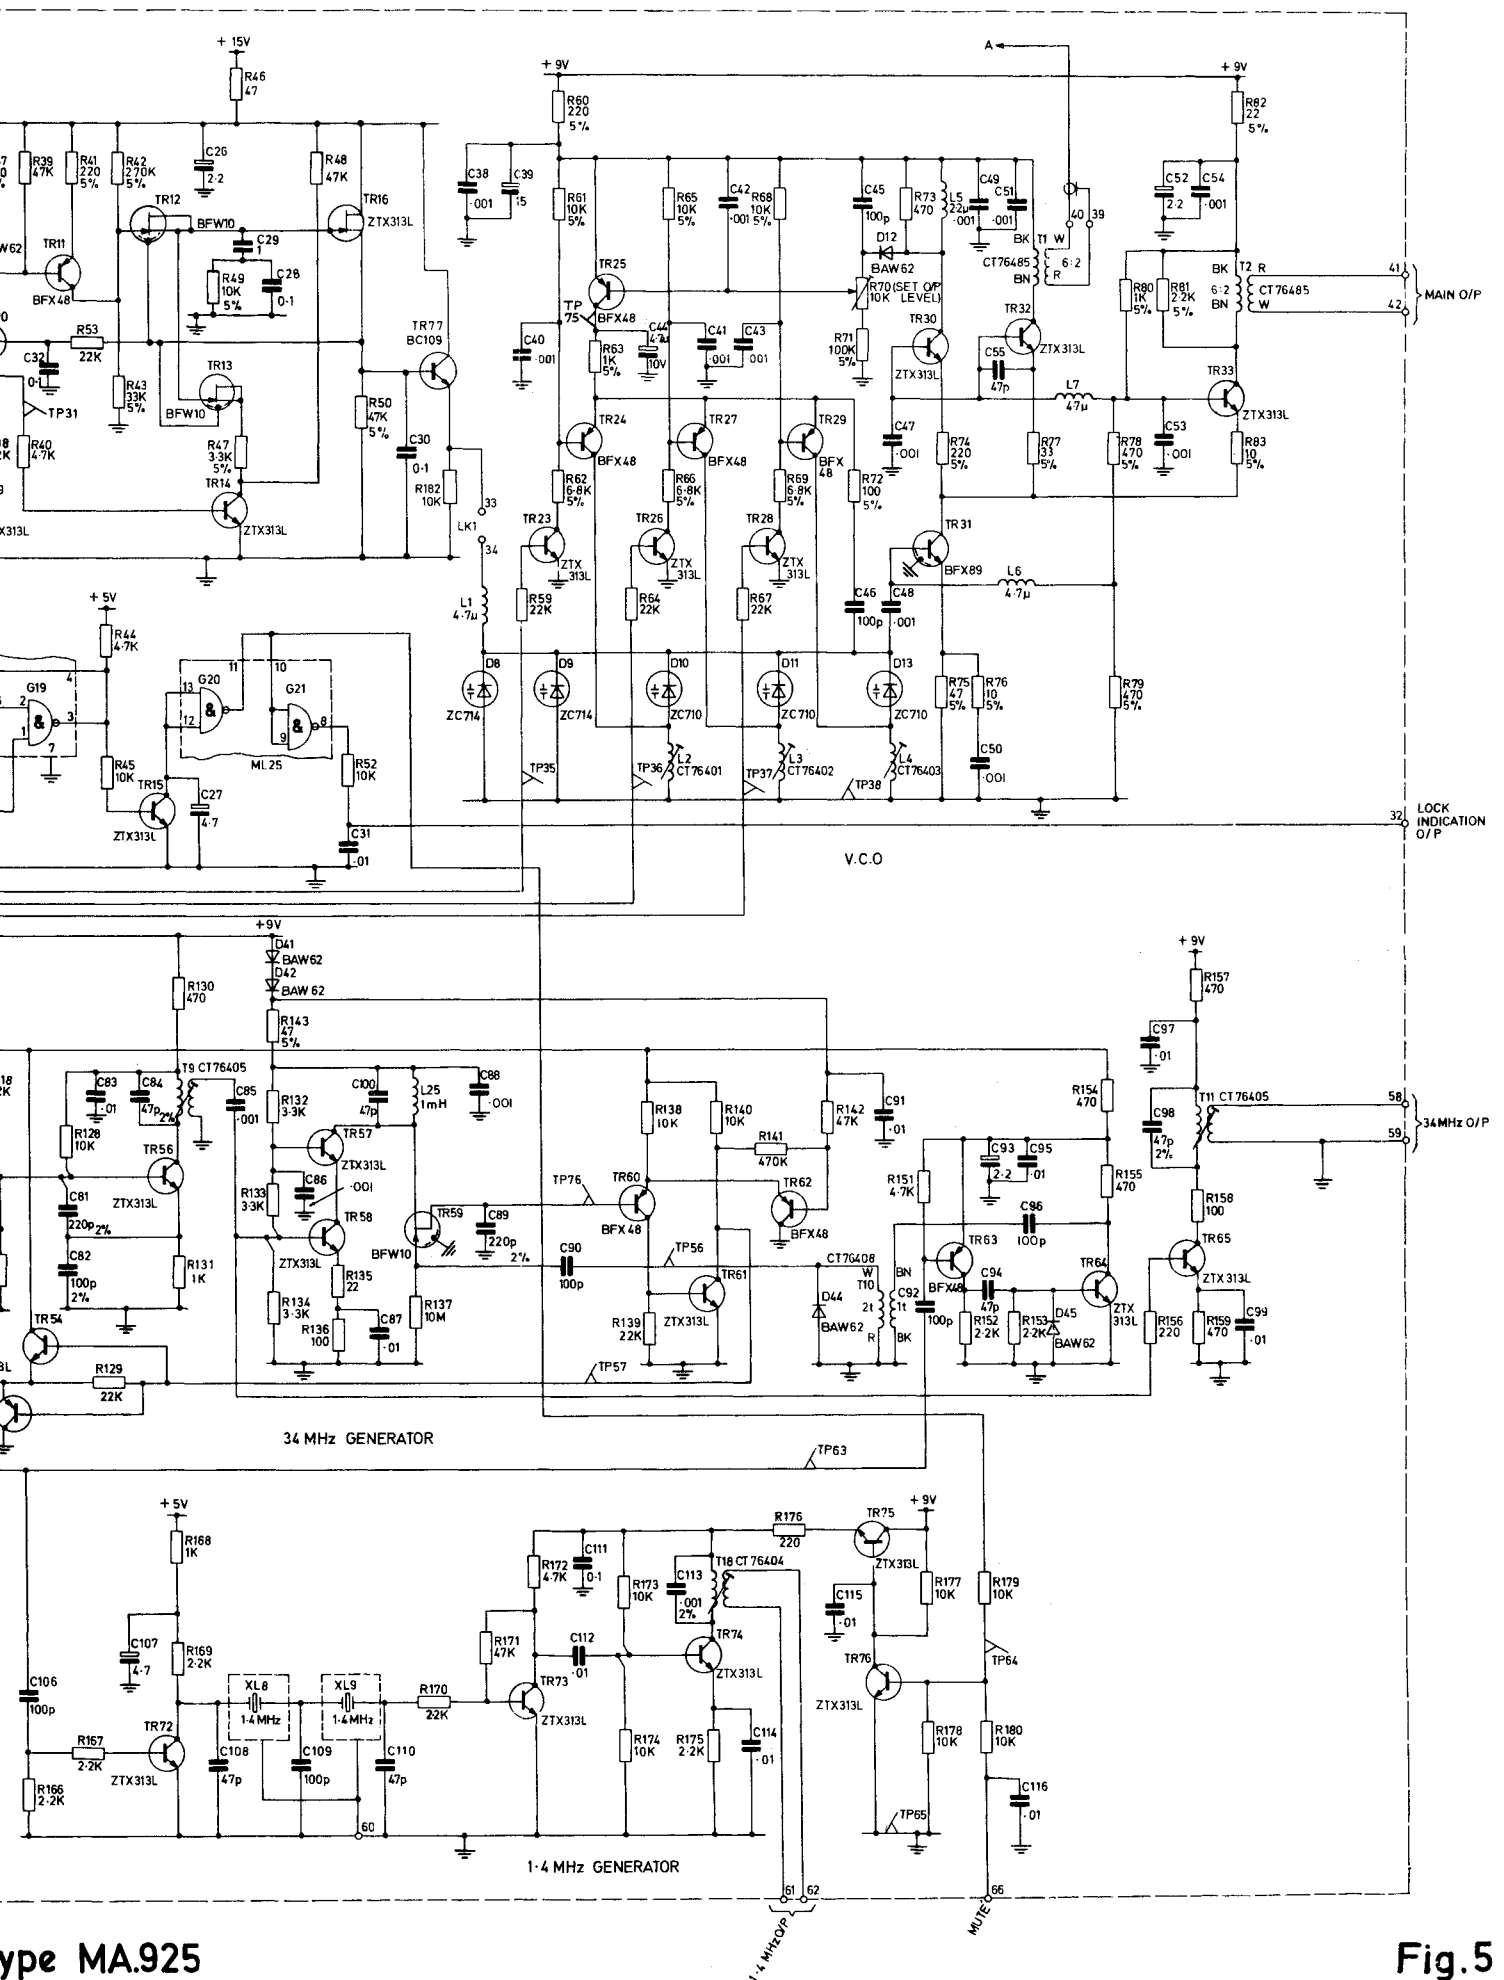 A
+ 15V
R46
47
+ 9V
+ 9V
R60
220
5%
R82
22
5%
R39
47K
R41
220
5%
R42
270K
5%
C26
2·2
R48
47K
C38
·001
C39
15
R61
10K
5%
R65
10K
5%
C42
·001
R68
10K
5%
C45
100p
R73
470
L5
22µ
C49
·001
C51
·001
C52
2·2
C54
·001
TR12
BFW10
TR16
ZTX313L
40
39
W62
TR11
BFX48
C29
1
R49
10K
5%
C28
0·1
TR25
BFX48
TP
75
D12
BAW62
R70 (SET O/P
10K LEVEL)
BK
T1
W
CT76485
6:2
BN
R
R80
1K
5%
R81
2·2K
5%
BK
T2
R
6:2
CT76485
BN
W
41
42
MAIN O/P
R53
22K
C32
0·1
TR77
BC109
C40
·001
R63
1K
5%
C44
4·7µ
10V
C41
·001
C43
·001
R71
100K
5%
TR30
ZTX313L
TR32
ZTX313L
C55
47p
L7
4·7µ
TR33
ZTX313L
R43
33K
5%
TR13
BFW10
TP31
R40
4·7K
R50
47K
5%
R47
3·3K
5%
C30
0·1
R182
10K
TR14
ZTX313L
TR24
BFX48
TR27
BFX48
TR29
BFX
48
C47
·001
R74
220
5%
R77
33
5%
R78
470
5%
C53
·001
R83
10
5%
R62
6·8K
5%
R66
6·8K
5%
R69
6·8K
5%
R72
100
5%
33
LK1
34
TR23
ZTX
313L
TR26
ZTX
313L
TR28
ZTX
313L
TR31
BFX89
L6
4·7µ
X313L
+ 5V
R44
4·7K
L1
4·7µ
R59
22K
R64
22K
R67
22K
C46
100p
C48
·001
4
G19
2
&
3
1
7
11
10
13
G20
&
12
G21
&
8
9
ML25
D8
ZC714
D9
ZC714
D10
ZC710
D11
ZC710
D13
ZC710
R75
47
5%
R76
10
5%
R79
470
5%
R45
10K
R52
10K
TP35
TP36
L2
CT76401
TP37
L3
CT76402
L4
CT76403
TP38
C50
·001
TR15
ZTX313L
C27
4·7
C31
·01
32
LOCK
INDICATION
O/P
V.C.O
+9V
D41
BAW62
D42
BAW 62
R130
470
R143
47
5%
+ 9V
R157
470
C97
·01
C83
·01
C84
47p
2%
T9 CT76405
C85
·001
R132
3·3K
C100
47p
L25
1mH
C88
·001
R138
10K
R140
10K
R142
47K
C91
·01
R154
470
T11 CT76405
C98
47p
2%
58
59
34MHz O/P
R128
10K
TR56
ZTX313L
TR57
ZTX313L
R141
470K
C93
2·2
C95
·01
R155
470
R158
100
C81
220p 2%
R133
3·3K
C86
·001
TR58
ZTX313L
TP76
TR59
BFW10
C89
220p
2%
TR60
BFX48
TR62
BFX48
R151
4·7K
C96
100p
C82
100p
2%
R131
1K
R135
22
C90
100p
TP56
TR61
ZTX313L
CT76408
W
T10
2t
R
BN
C92
1t
100p
BK
TR63
BFX48
C94
47p
TR64
ZTX
313L
TR65
ZTX313L
TR54
R134
3·3K
R136
100
C87
·01
R137
10M
R139
22K
D44
BAW62
R152
2·2K
R153
2·2K
D45
BAW62
R156
220
R159
470
C99
·01
R129
22K
TP57
34 MHz GENERATOR
TP63
+ 5V
R168
1K
C107
4·7
R169
2·2K
R172
4·7K
C111
0·1
R173
10K
C113
·001
2%
T18 CT 76404
R176
220
TR75
ZTX313L
+ 9V
C115
·01
R177
10K
R179
10K
TP64
C106
100p
XL8
1·4MHz
XL9
1·4MHz
R170
22K
R171
47K
C112
·01
TR73
ZTX313L
TR74
ZTX313L
TR76
ZTX313L
R167
2·2K
TR72
ZTX313L
C108
47p
C109
100p
C110
47p
R174
10K
R175
2·2K
C114
·01
R178
10K
R180
10K
R166
2·2K
60
TP65
C116
·01
1·4 MHz GENERATOR
61
62
1·4 MHz O/P
66
MUTE
ype MA.925
Fig.5